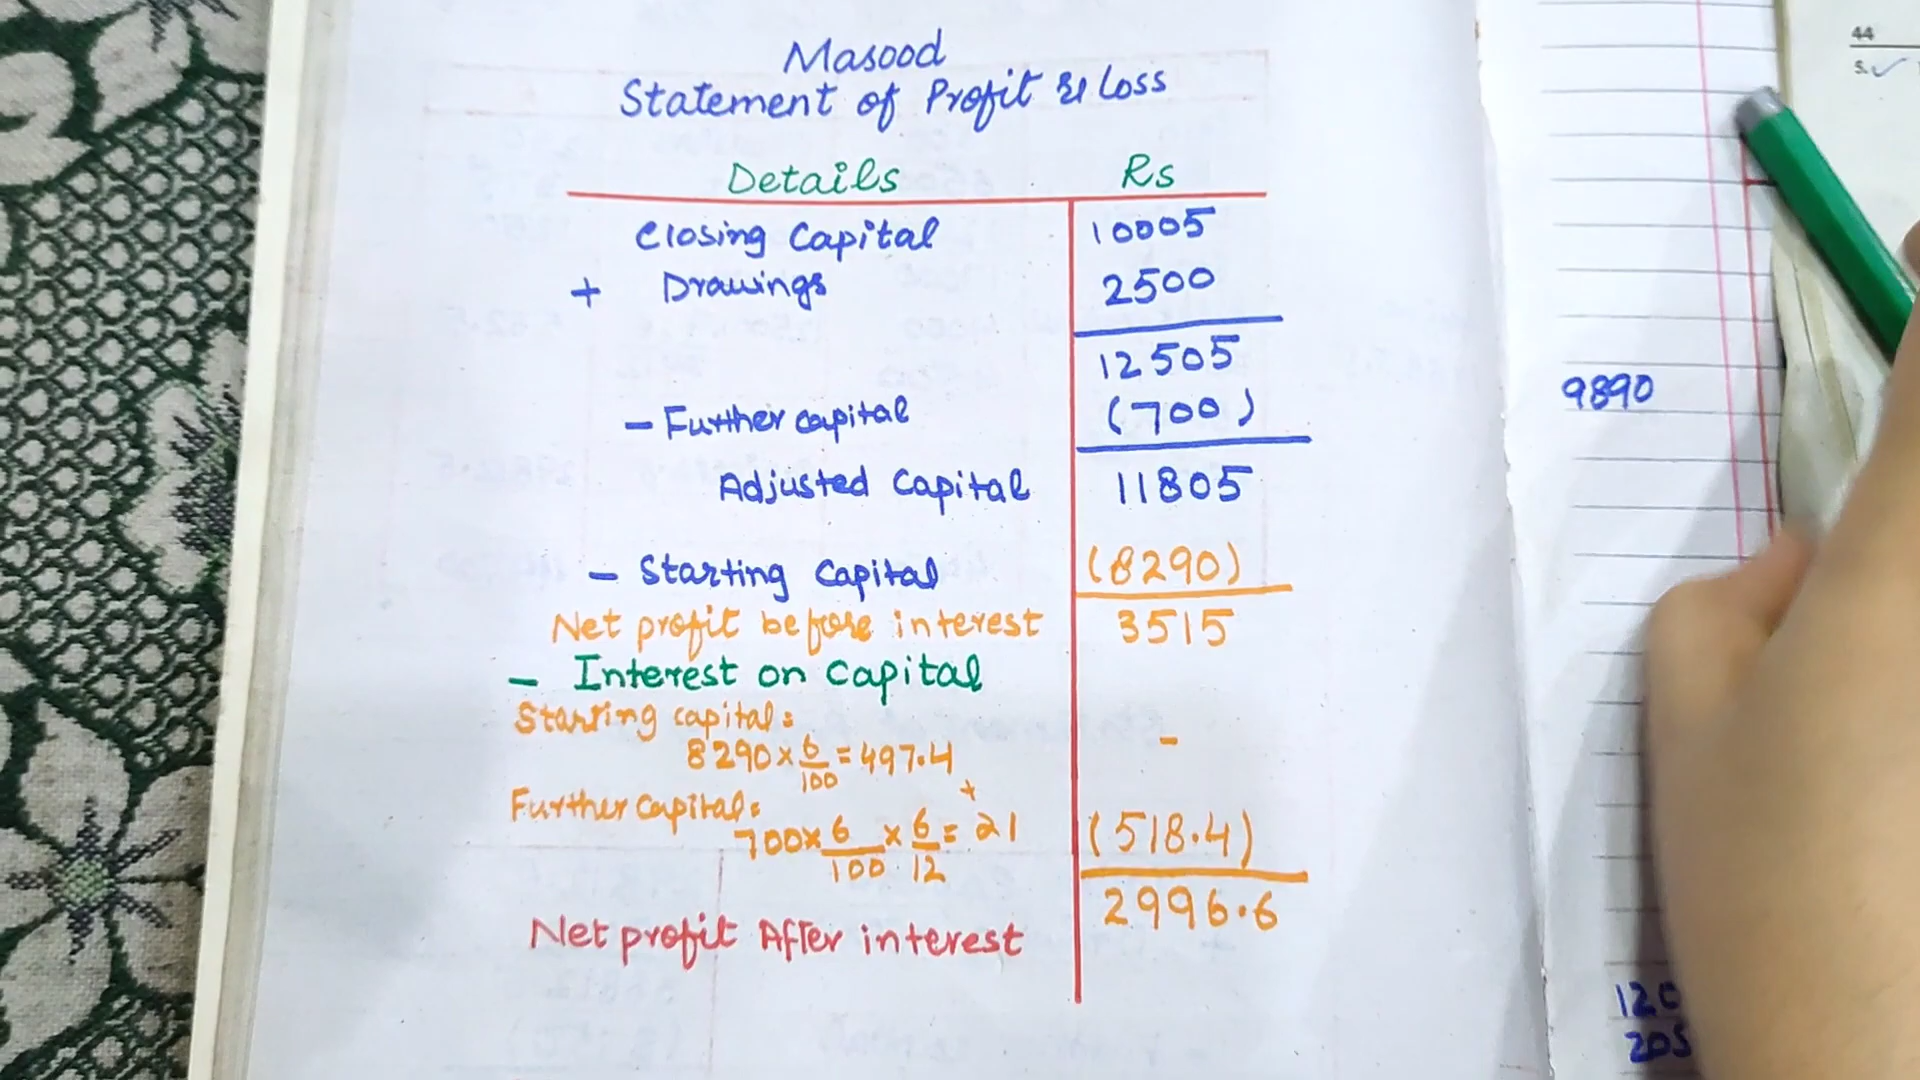 Masood
Statement of Profit & Loss
Details Rs
Closing Capital 10005
+ Drawings 2500
12505
- Further capital (700)
Adjusted Capital 11805
- Starting Capital (8290)
Net profit before interest 3515
- Interest on Capital
Starting capital:
8290 × 6/100 = 497.4 -
+
Further Capital:
700 × 6/100 × 6/12 = 21 (518.4)
2996.6
Net profit After interest
9890
44
S.